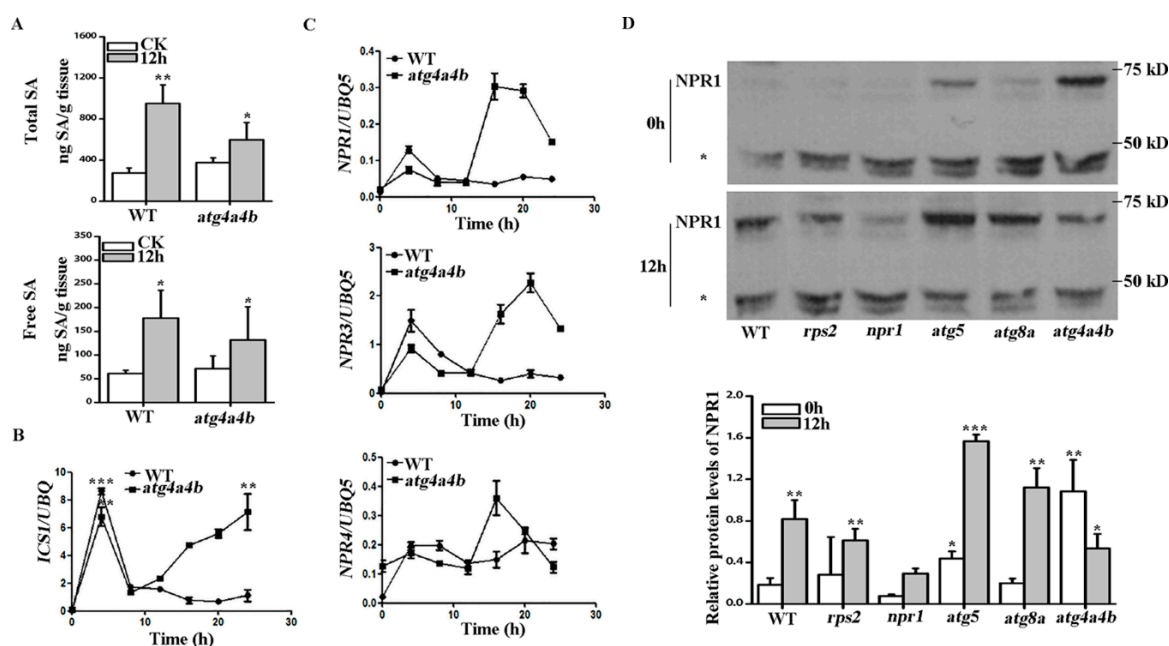 A
Total SA
ng SA/g tissue
1600
1200
800
400
0
CK
12h
**
*
WT
atg4a4b
Free SA
ng SA/g tissue
350
300
250
200
150
100
50
0
CK
12h
*
*
WT
atg4a4b
B
ICS1/UBQ
10
8
6
4
2
0
WT
atg4a4b
***
**
**
0
10
20
30
Time (h)
C
WT
atg4a4b
NPR1/UBQ5
0.4
0.3
0.2
0.1
0.0
0
10
20
30
Time (h)
WT
atg4a4b
NPR3/UBQ5
3
2
1
0
0
10
20
30
Time (h)
WT
atg4a4b
NPR4/UBQ5
0.5
0.4
0.3
0.2
0.1
0.0
0
10
20
30
Time (h)
D
NPR1
75 kD
0h
50 kD
*
NPR1
75 kD
12h
50 kD
*
WT rps2 npr1 atg5 atg8a atg4a4b
Relative protein levels of NPR1
2.0
1.6
1.2
0.8
0.4
0.0
0h
12h
**
**
*
***
**
**
*
WT rps2 npr1 atg5 atg8a atg4a4b